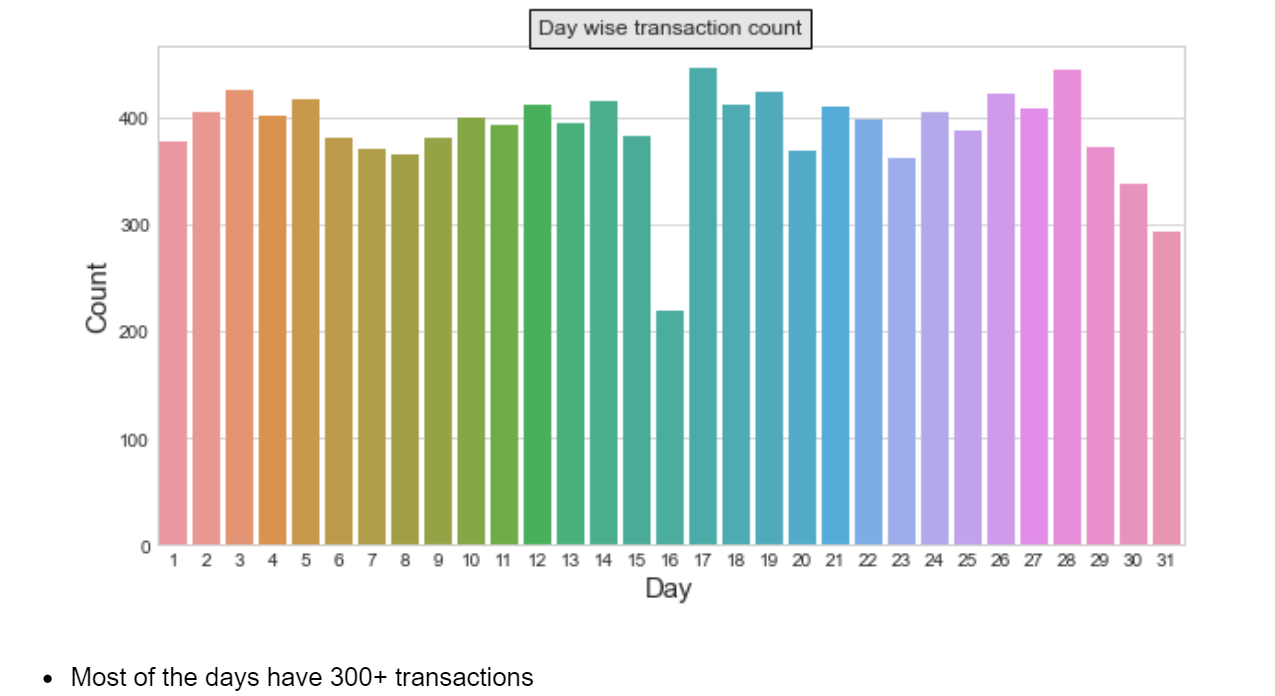 Day wise transaction count
400
300
200
100
0
Count
1 2 3 4 5 6 7 8 9 10 11 12 13 14 15 16 17 18 19 20 21 22 23 24 25 26 27 28 29 30 31
Day
• Most of the days have 300+ transactions